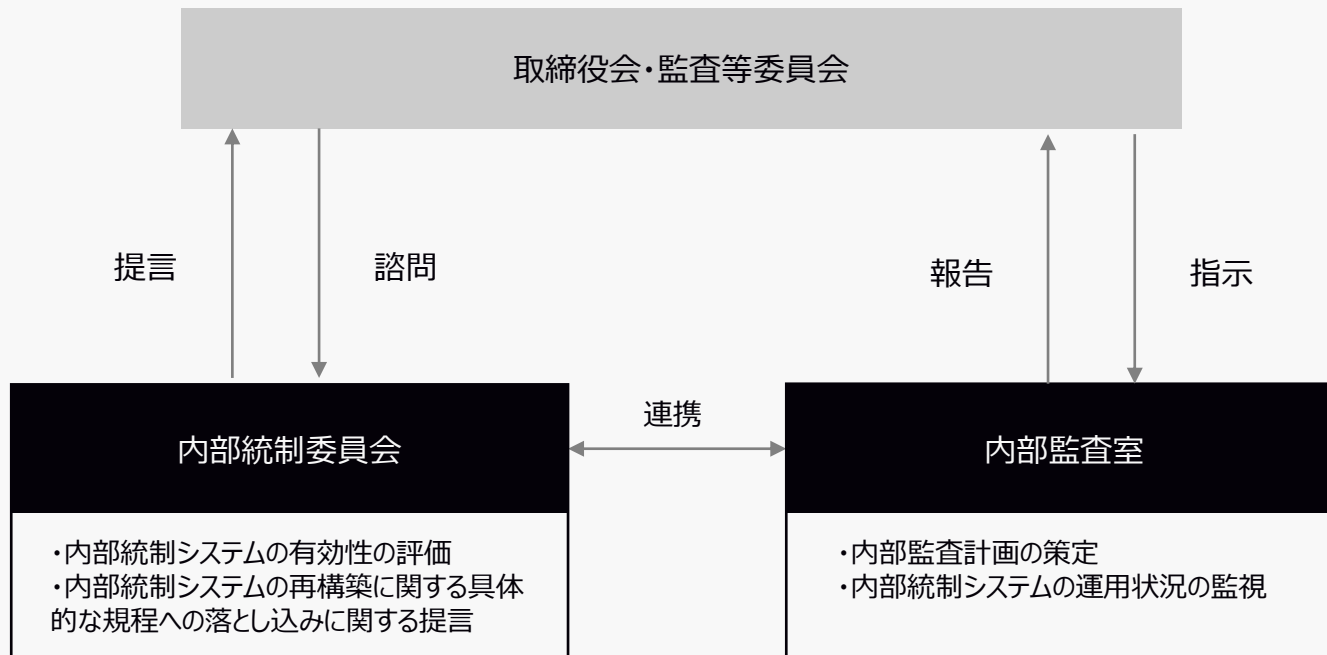 取締役会・監査等委員会
提言
諮問
報告
指示
内部統制委員会
連携
内部監査室
・内部統制システムの有効性の評価
・内部統制システムの再構築に関する具体
的な規程への落とし込みに関する提言
・内部監査計画の策定
・内部統制システムの運用状況の監視